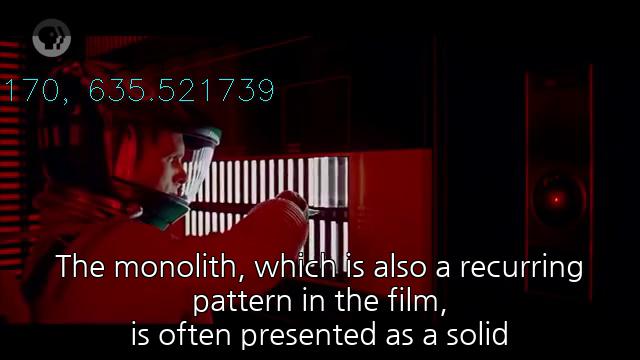 170, 635.521739
The monolith, which is also a recurring
pattern in the film,
is often presented as a solid